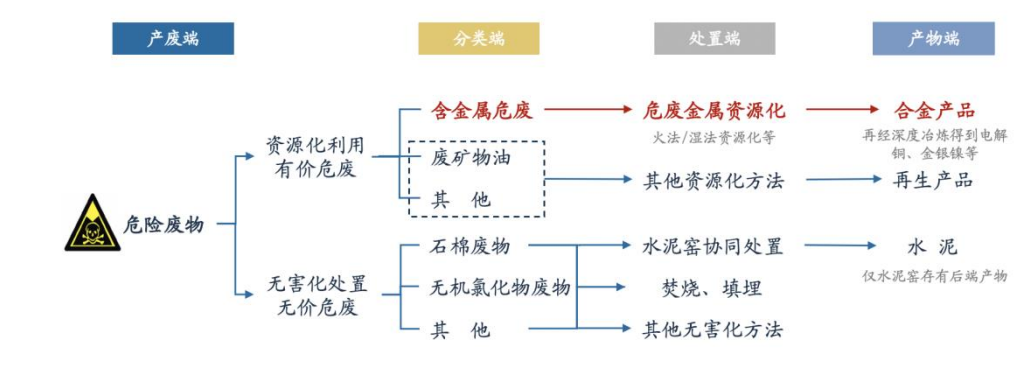 产废端
分类端
处置端
产物端
含金属危废
危废金属资源化
合金产品
火法/湿法资源化等
再经深度冶炼得到电解
铜、金银镍等
资源化利用
有价危废
废矿物油
其他资源化方法
再生产品
其 他
危险废物
石棉废物
水泥窑协同处置
水 泥
仅水泥窑存有后端产物
无害化处置
无价危废
无机氯化物废物
焚烧、填埋
其 他
其他无害化方法